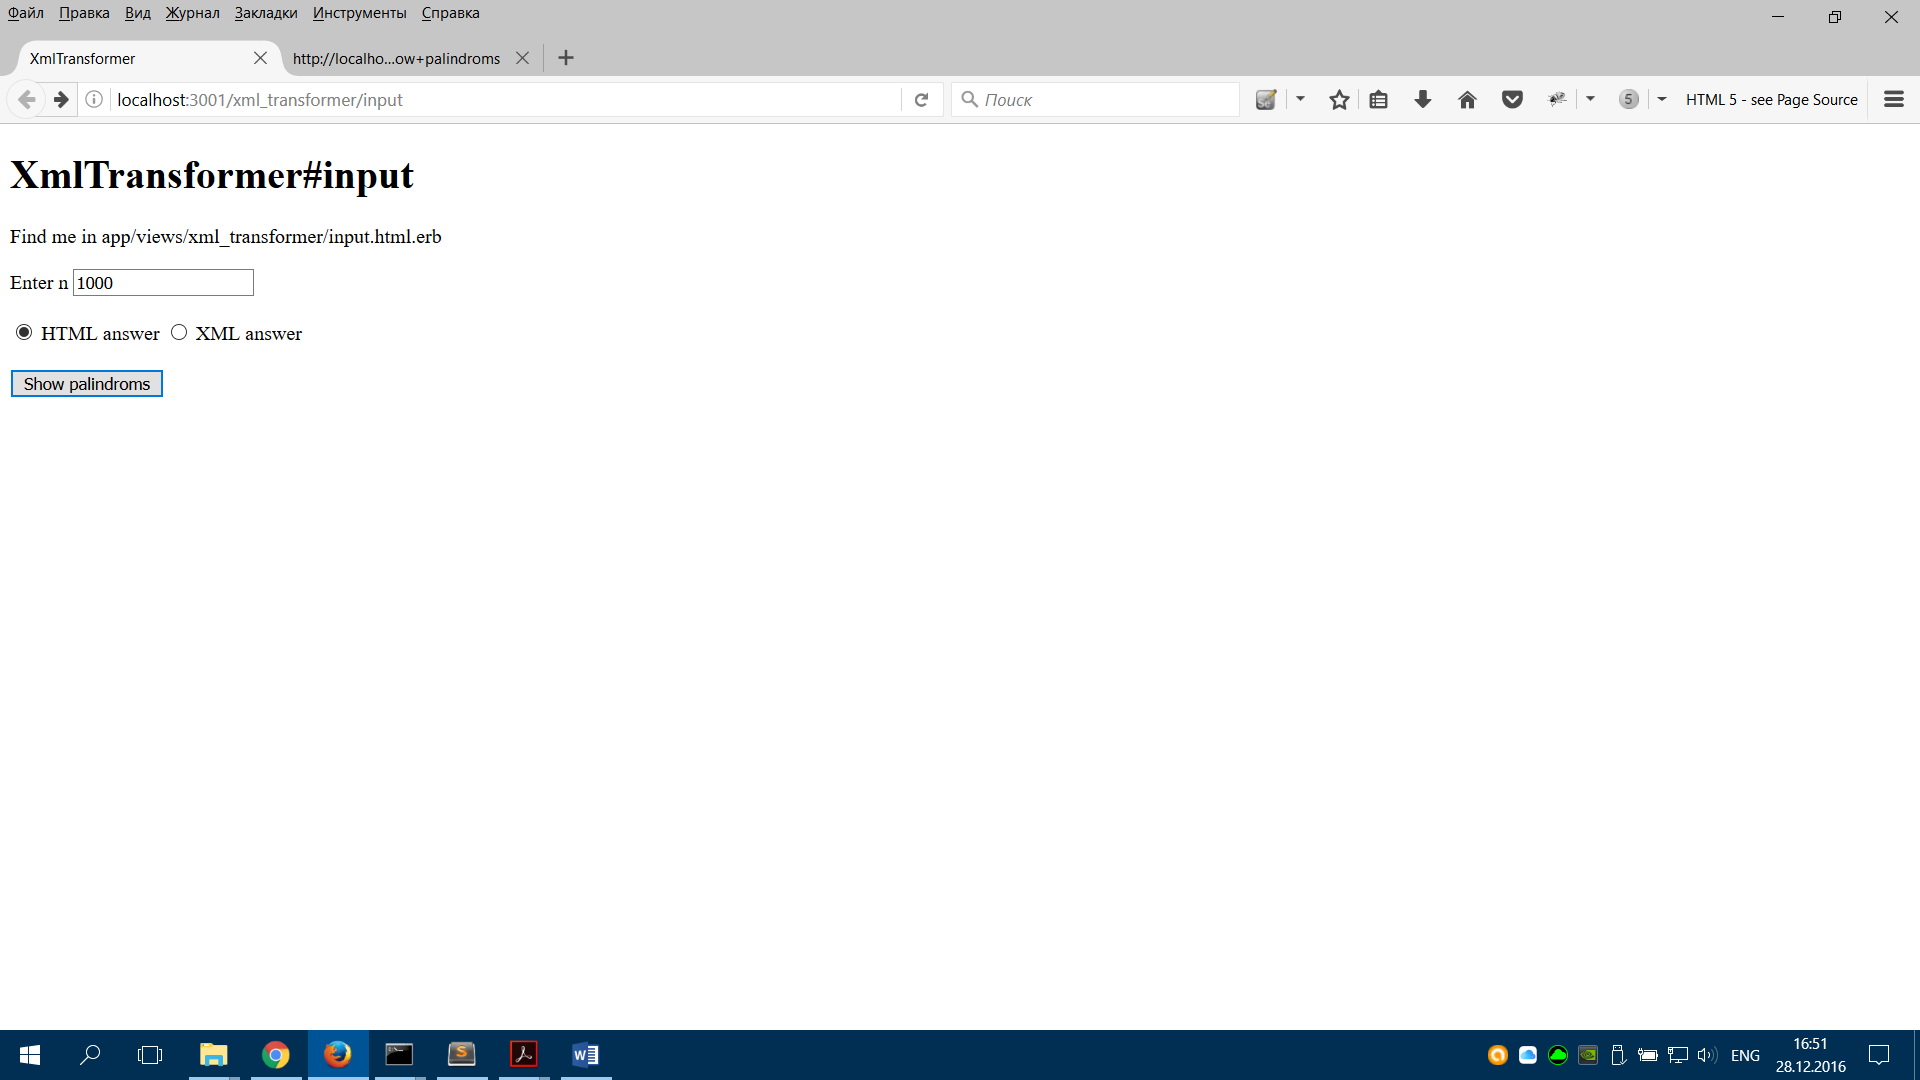 Файл Правка Вид Журнал Закладки Инструменты Справка
XmlTransformer http://localho...ow+palindroms
localhost:3001/xml_transformer/input Поиск 5 HTML 5 - see Page Source
XmlTransformer#input
Find me in app/views/xml_transformer/input.html.erb
Enter n 1000
HTML answer XML answer
Show palindroms
ENG 16:51
28.12.2016